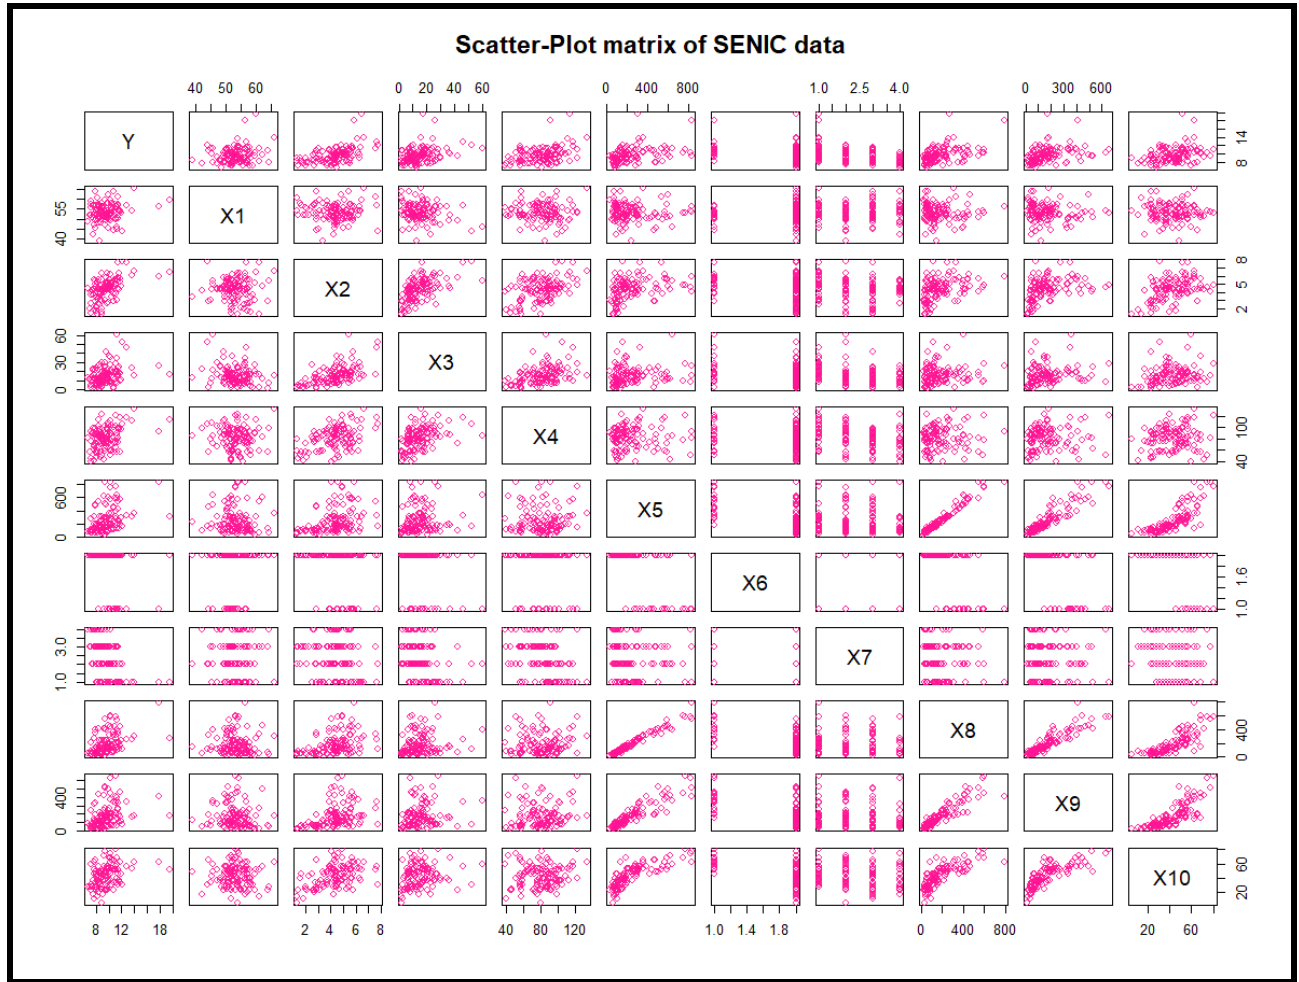 Scatter-Plot matrix of SENIC data
40 50 60 0 20 40 60 0 400 800 1.0 2.5 4.0 0 300 600
Y 8 14
40 55 X1
X2 2 5 8
0 30 60 X3
X4 40 100
0 600 X5
X6 1.0 1.6
1.0 3.0 X7
X8 0 400
0 400 X9
X10 20 60
8 12 18 2 4 6 8 40 80 120 1.0 1.4 1.8 0 400 800 20 60